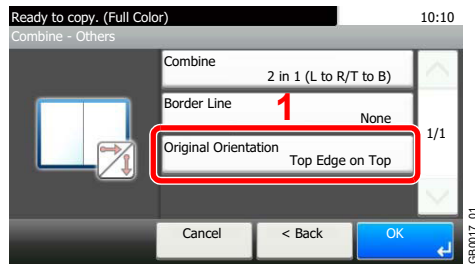 Ready to copy. (Full Color)
10:10
Combine - Others
Combine
2 in 1 (L to R/T to B)
Border Line
1
None
1/1
Original Orientation
Top Edge on Top
Cancel
< Back
OK
GB0017_01